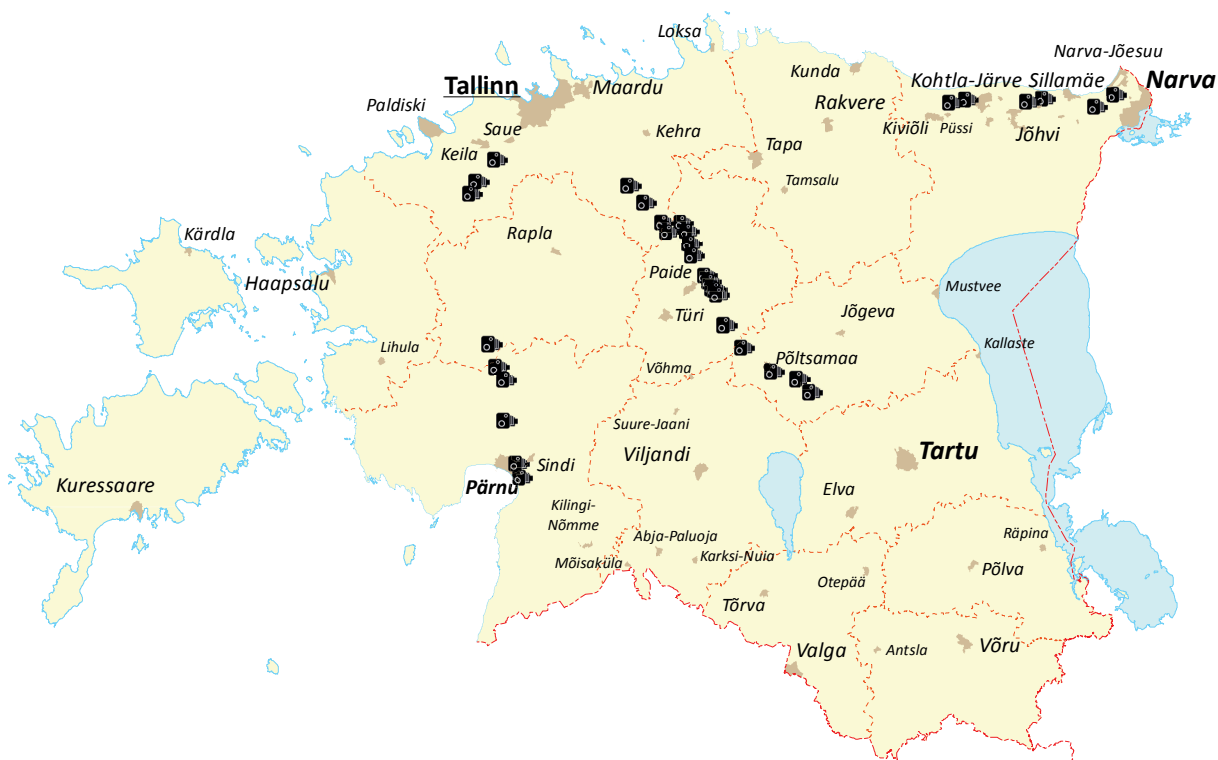 Loksa
Narva-Jõesuu
Kunda
Kohtla-Järve
Sillamäe
Narva
Tallinn
Maardu
Paldiski
Rakvere
Saue
Kehra
Kiviõli
Püssi
Jõhvi
Keila
Tapa
Tamsalu
Kärdla
Rapla
Haapsalu
Paide
Mustvee
Türi
Jõgeva
Lihula
Kallaste
Võhma
Põltsamaa
Suure-Jaani
Viljandi
Tartu
Sindi
Kuressaare
Pärnu
Elva
Kilingi-
Nõmme
Abja-Paluoja
Räpina
Mõisaküla
Karksi-Nuia
Põlva
Otepää
Tõrva
Valga
Antsla
Võru